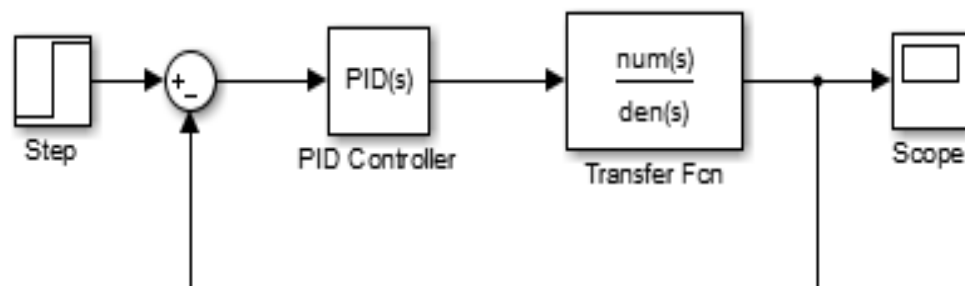 Step
+
−
PID(s)
PID Controller
num(s)
den(s)
Transfer Fcn
Scope